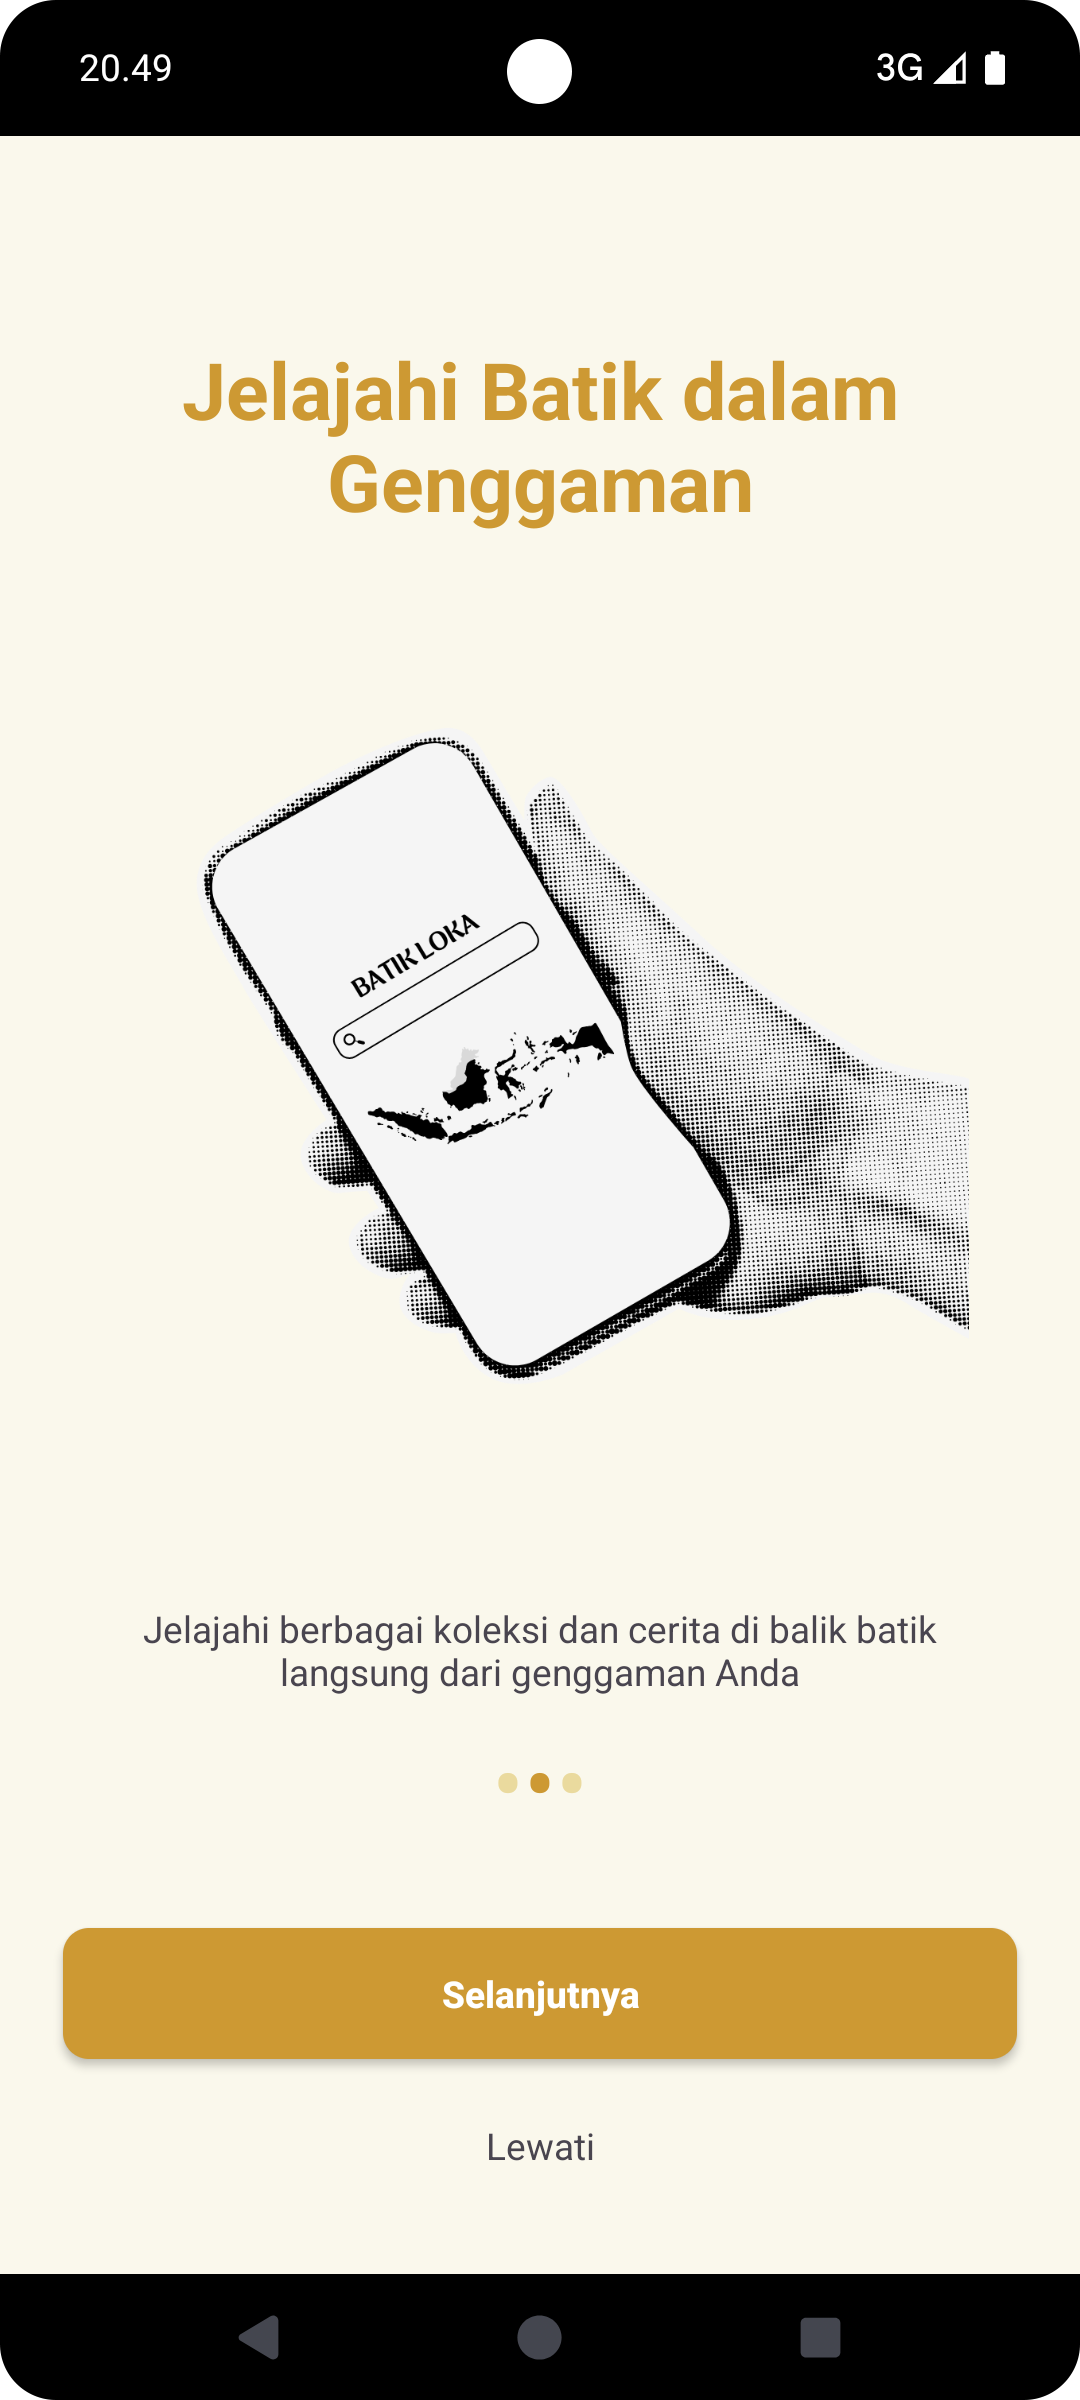 20.49
3G
Jelajahi Batik dalam
Genggaman
BATIK LOKA
Jelajahi berbagai koleksi dan cerita di balik batik
langsung dari genggaman Anda
Selanjutnya
Lewati